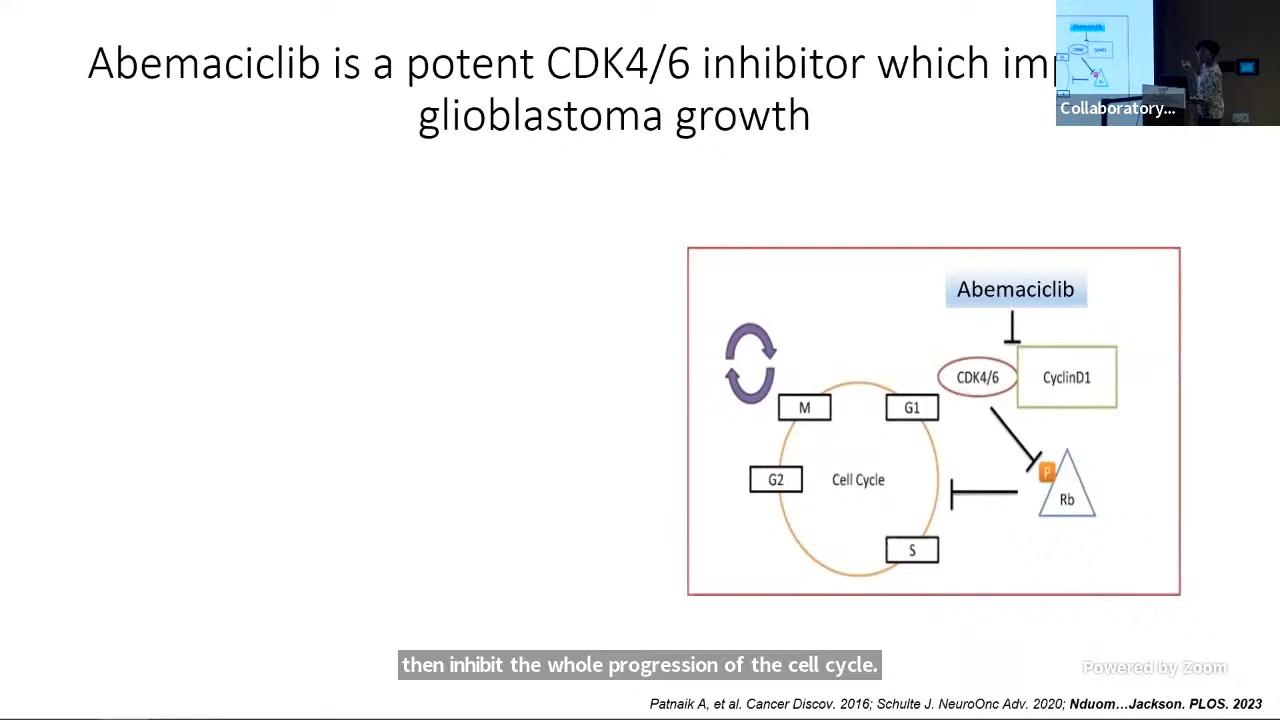 Abemaciclib is a potent CDK4/6 inhibitor which
glioblastoma growth
Collaboratory...
Abemaciclib
CDK4/6
CyclinD1
M
G1
P
Rb
G2
Cell Cycle
S
then inhibit the whole progression of the cell cycle.
Powered by Zoom
Patnaik A, et al. Cancer Discov. 2016; Schulte J. NeuroOnc Adv. 2020; Nduom...Jackson. PLOS. 2023